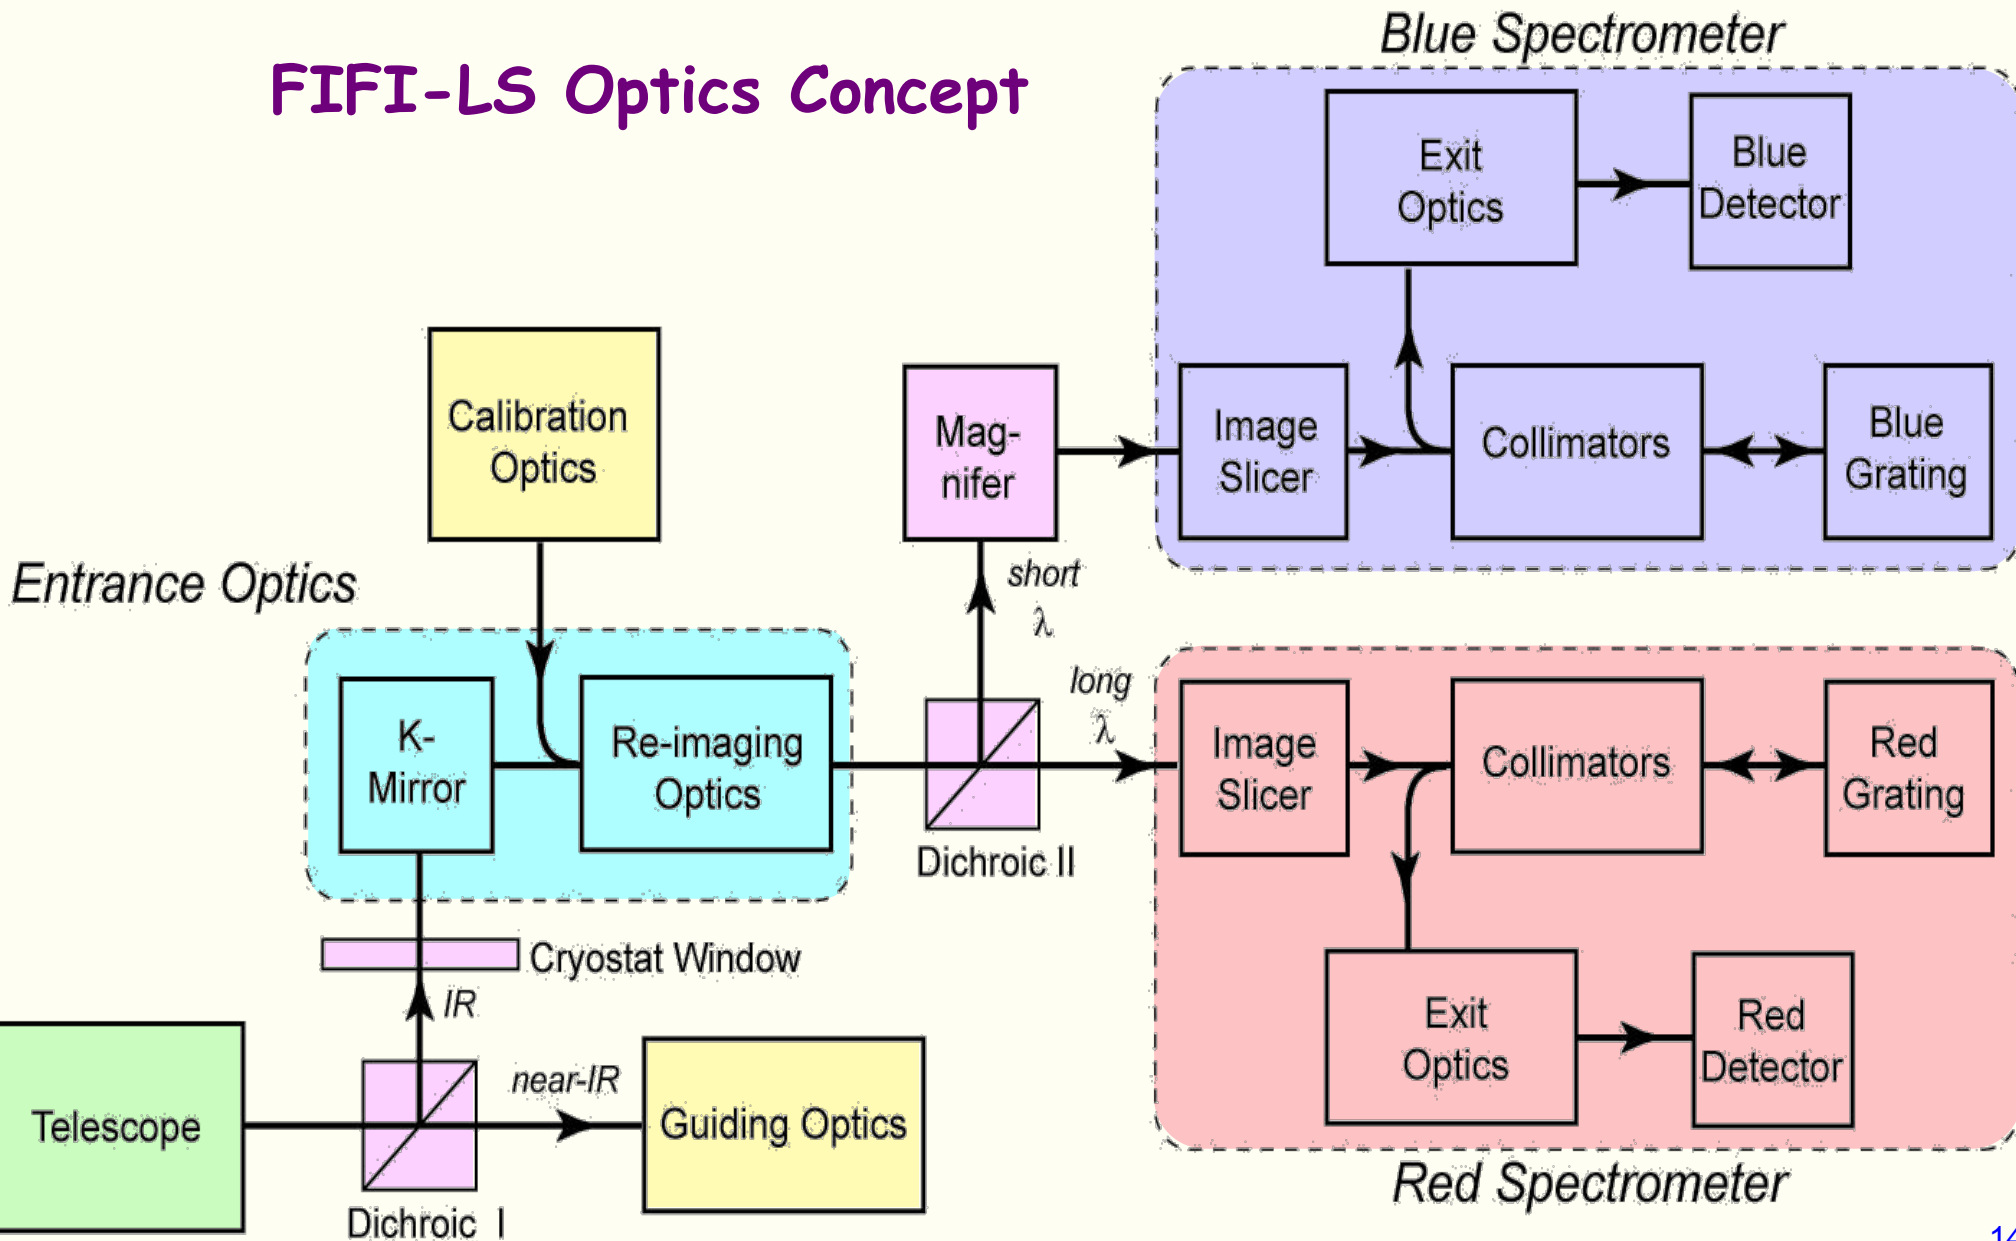 FIFI-LS Optics Concept
Blue Spectrometer
Exit
Optics
Blue
Detector
Calibration
Optics
Mag-
nifer
Image
Slicer
Collimators
Blue
Grating
Entrance Optics
short
λ
long
λ
K-
Mirror
Re-imaging
Optics
Dichroic II
Image
Slicer
Collimators
Red
Grating
Cryostat Window
IR
Telescope
near-IR
Guiding Optics
Dichroic I
Exit
Optics
Red
Detector
Red Spectrometer
14